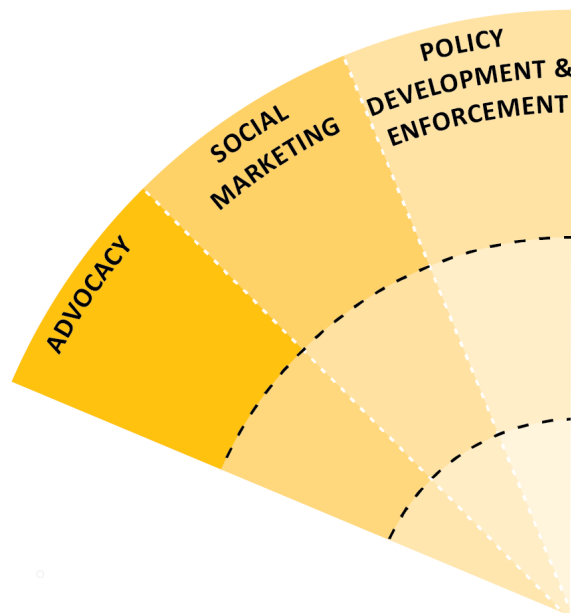 POLICY
DEVELOPMENT &
ENFORCEMENT
SOCIAL
MARKETING
ADVOCACY